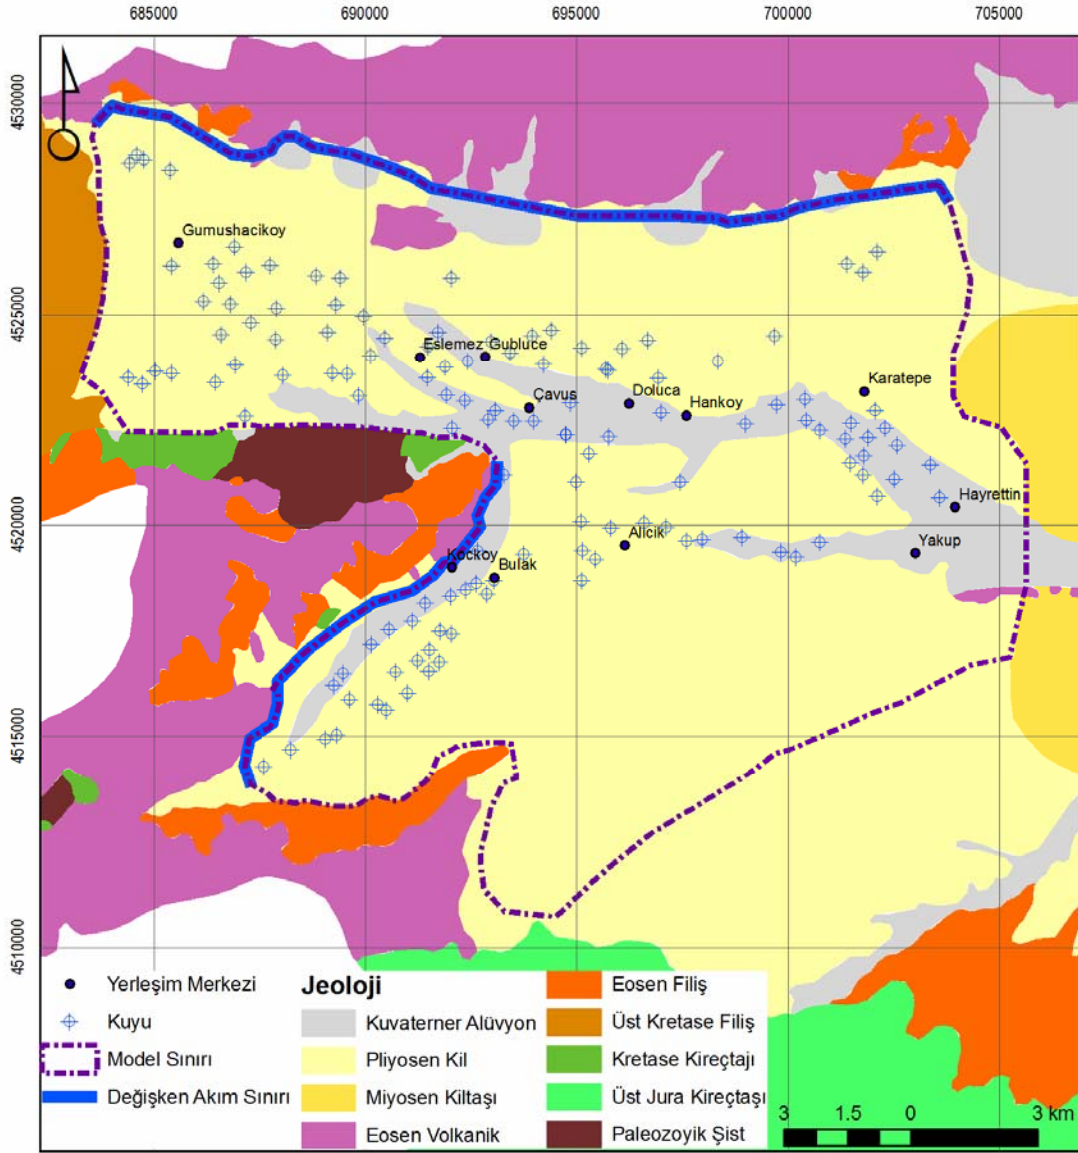 685000 690000 695000 700000 705000
4530000
4525000
4520000
4515000
4510000
Gumushacikoy
Eslemez Gubluce
Karatepe
Çavus
Doluca
Hankoy
Hayrettin
Alicik
Yakup
Kockoy
Bulak
Yerleşim Merkezi
Kuyu
Model Sınırı
Değişken Akım Sınırı
Jeoloji
Kuvaterner Alüvyon
Pliyosen Kil
Miyosen Kiltaşı
Eosen Volkanik
Eosen Filiş
Üst Kretase Filiş
Kretase Kireçtajı
Üst Jura Kireçtaşı
Paleozoyik Şist
3 1.5 0 3 km